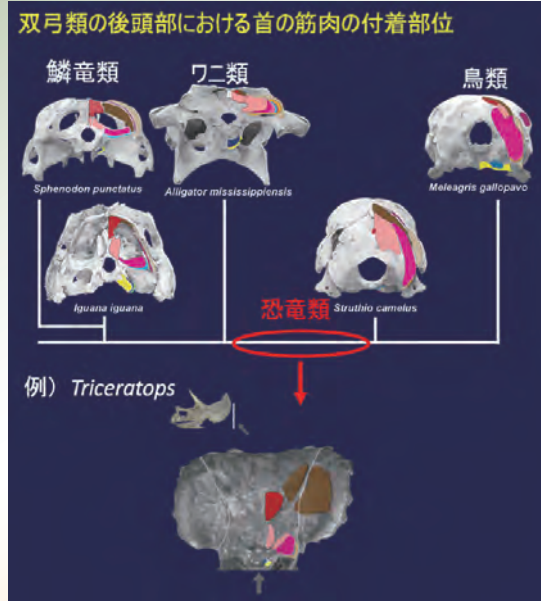 双弓類の後頭部における首の筋肉の付着部位
鱗竜類
ワニ類
鳥類
Sphenodon punctatus
Alligator mississippiensis
Meleagris gallopavo
Iguana iguana
恐竜類
Struthio camelus
例) Triceratops